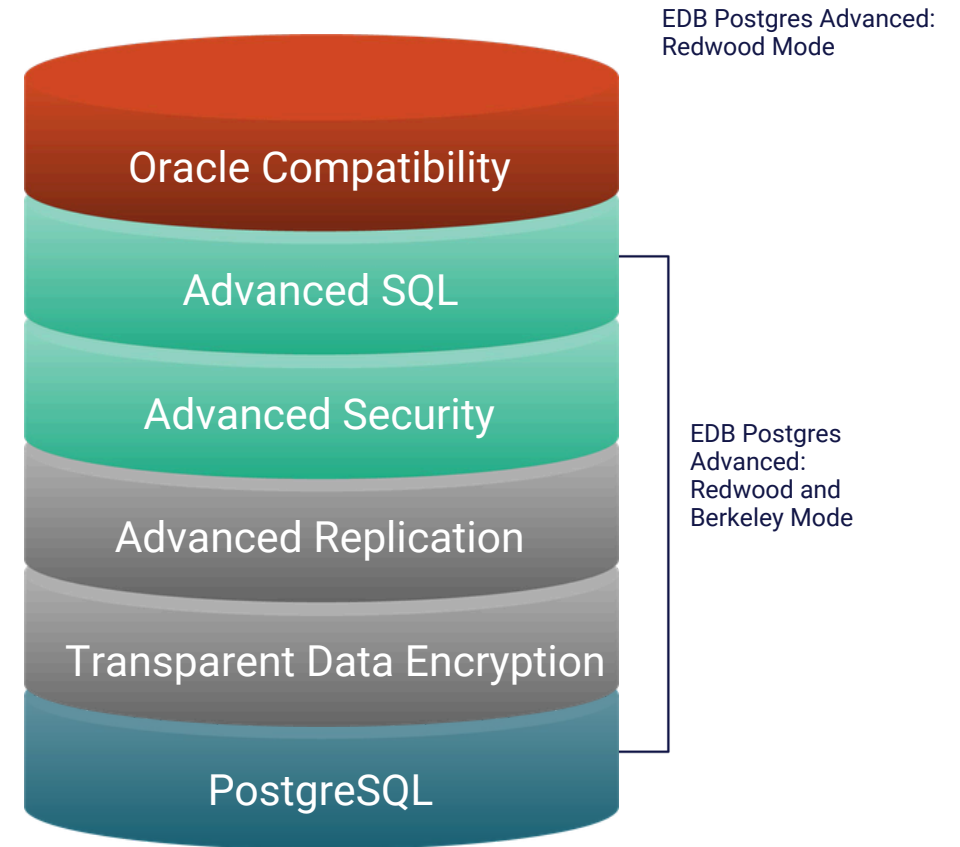 EDB Postgres Advanced:
Redwood Mode
Oracle Compatibility
Advanced SQL
Advanced Security
Advanced Replication
Transparent Data Encryption
PostgreSQL
EDB Postgres
Advanced:
Redwood and
Berkeley Mode